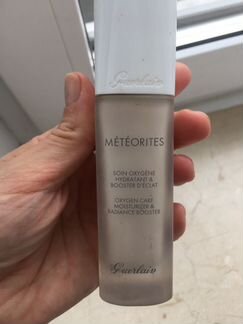 Guerlain
MÉTÉORITES
SOIN OXYGÈNE
HYDRATANT &
BOOSTER D'ÉCLAT
OXYGEN CARE
MOISTURIZER &
RADIANCE BOOSTER
Guerlain